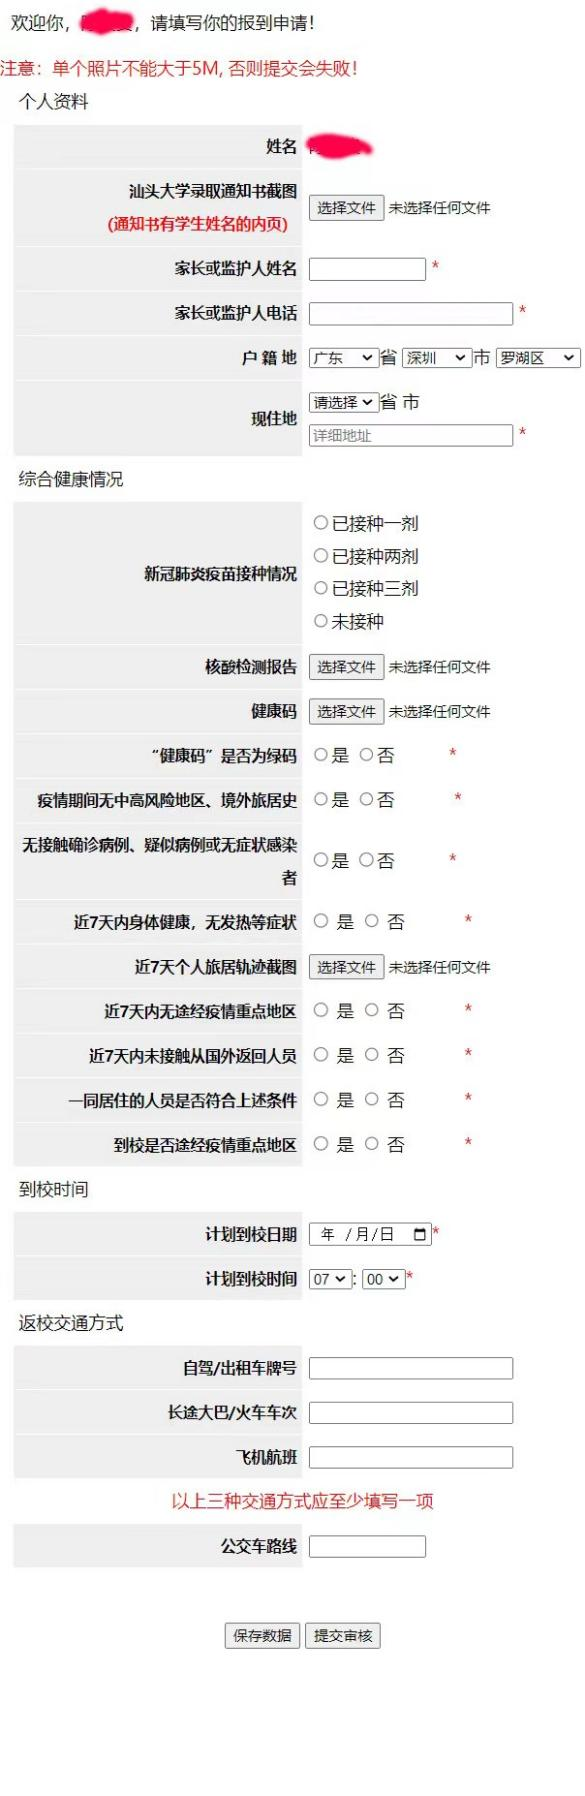 欢迎你，，请填写你的报到申请！
注意：单个照片不能大于5M, 否则提交会失败！
个人资料
姓名
汕头大学录取通知书截图
(通知书有学生姓名的内页)
选择文件 未选择任何文件
家长或监护人姓名 *
家长或监护人电话 *
户 籍 地 广东 省 深圳 市 罗湖区
现住地
请选择 省 市
详细地址 *
综合健康情况
新冠肺炎疫苗接种情况
已接种一剂
已接种两剂
已接种三剂
未接种
核酸检测报告 选择文件 未选择任何文件
健康码 选择文件 未选择任何文件
“健康码”是否为绿码 是 否 *
疫情期间无中高风险地区、境外旅居史 是 否 *
无接触确诊病例、疑似病例或无症状感染
者
是 否 *
近7天内身体健康，无发热等症状 是 否 *
近7天个人旅居轨迹截图 选择文件 未选择任何文件
近7天内无途经疫情重点地区 是 否 *
近7天内未接触从国外返回人员 是 否 *
一同居住的人员是否符合上述条件 是 否 *
到校是否途经疫情重点地区 是 否 *
到校时间
计划到校日期 年 /月/日 *
计划到校时间 07 : 00 *
返校交通方式
自驾/出租车牌号
长途大巴/火车车次
飞机航班
以上三种交通方式应至少填写一项
公交车路线
保存数据 提交审核